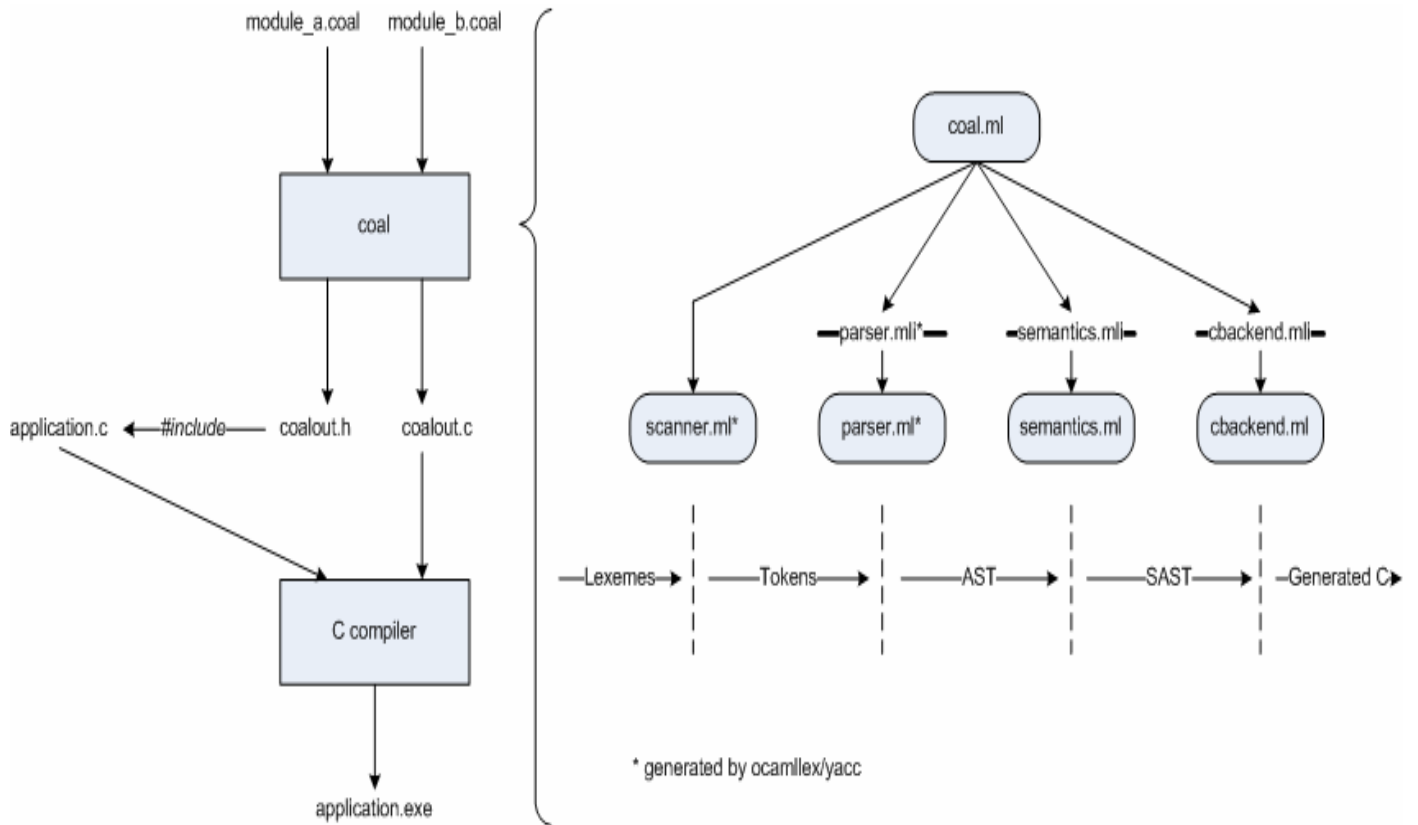 module_a.coal
module_b.coal
coal
application.c
#include
coalout.h
coalout.c
C compiler
application.exe
coal.ml
parser.mli*
semantics.mli
cbackend.mli
scanner.ml*
parser.ml*
semantics.ml
cbackend.ml
Lexemes
Tokens
AST
SAST
Generated C
* generated by ocamllex/yacc